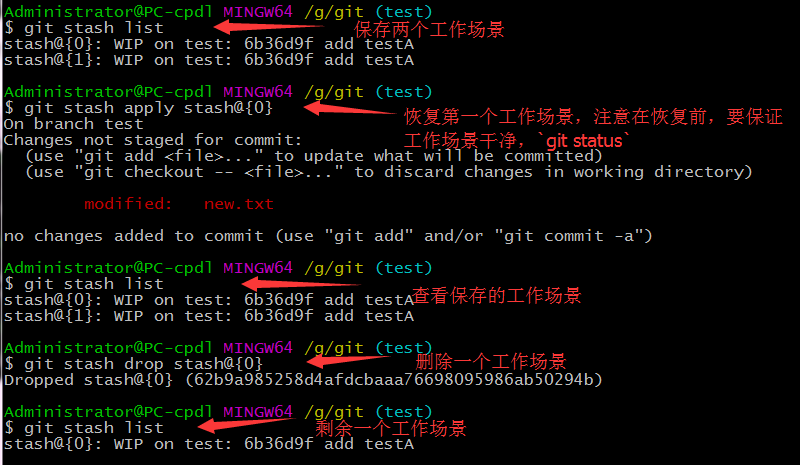 Administrator@PC-cpdl MINGW64 /g/git (test)
$ git stash list 保存两个工作场景
stash@{0}: WIP on test: 6b36d9f add testA
stash@{1}: WIP on test: 6b36d9f add testA
Administrator@PC-cpdl MINGW64 /g/git (test)
$ git stash apply stash@{0} 恢复第一个工作场景，注意在恢复前，要保证
On branch test
Changes not staged for commit: 工作场景干净，`git status`
(use "git add <file>..." to update what will be committed)
(use "git checkout -- <file>..." to discard changes in working directory)
modified: new.txt
no changes added to commit (use "git add" and/or "git commit -a")
Administrator@PC-cpdl MINGW64 /g/git (test)
$ git stash list
stash@{0}: WIP on test: 6b36d9f add testA 查看保存的工作场景
stash@{1}: WIP on test: 6b36d9f add testA
Administrator@PC-cpdl MINGW64 /g/git (test)
$ git stash drop stash@{0} 删除一个工作场景
Dropped stash@{0} (62b9a985258d4afdcbaaa76698095986ab50294b)
Administrator@PC-cpdl MINGW64 /g/git (test)
$ git stash list 剩余一个工作场景
stash@{0}: WIP on test: 6b36d9f add testA